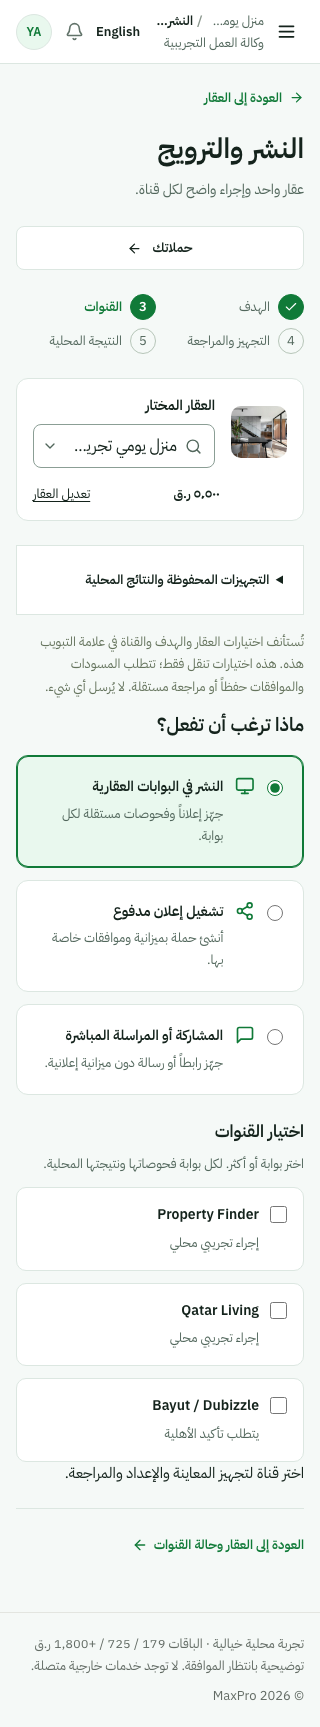 منزل يوم... / النشر...
وكالة العمل التجريبية
English
YA
العودة إلى العقار
النشر والترويج
عقار واحد وإجراء واضح لكل قناة.
حملاتك
الهدف
3 القنوات
4 التجهيز والمراجعة
5 النتيجة المحلية
العقار المختار
منزل يومي تجريـ...
٥٬٥٠٠ ر.ق
تعديل العقار
التجهيزات المحفوظة والنتائج المحلية
تُستأنف اختيارات العقار والهدف والقناة في علامة التبويب
هذه. هذه اختيارات تنقل فقط؛ تتطلب المسودات
والموافقات حفظاً أو مراجعة مستقلة. لا يُرسل أي شيء.
ماذا ترغب أن تفعل؟
النشر في البوابات العقارية
جهّز إعلاناً وفحوصات مستقلة لكل
بوابة.
تشغيل إعلان مدفوع
أنشئ حملة بميزانية وموافقات خاصة
بها.
المشاركة أو المراسلة المباشرة
جهّز رابطاً أو رسالة دون ميزانية إعلانية.
اختيار القنوات
اختر بوابة أو أكثر. لكل بوابة فحوصاتها ونتيجتها المحلية.
Property Finder
إجراء تجريبي محلي
Qatar Living
إجراء تجريبي محلي
Bayut / Dubizzle
يتطلب تأكيد الأهلية
اختر قناة لتجهيز المعاينة والإعداد والمراجعة.
العودة إلى العقار وحالة القنوات
تجربة محلية خيالية · الباقات 179 / 725 / +1,800 ر.ق
توضيحية بانتظار الموافقة. لا توجد خدمات خارجية متصلة.
© 2026 MaxPro